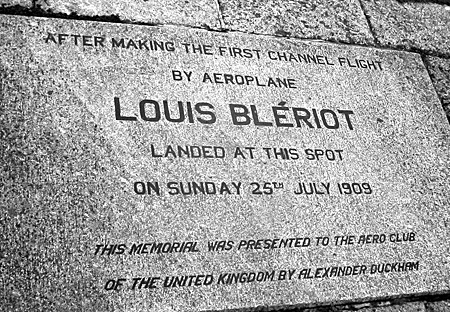 AFTER MAKING THE FIRST CHANNEL FLIGHT
BY AEROPLANE
LOUIS BLÉRIOT
LANDED AT THIS SPOT
ON SUNDAY 25TH JULY 1909
THIS MEMORIAL WAS PRESENTED TO THE AERO CLUB
OF THE UNITED KINGDOM BY ALEXANDER DUCKHAM